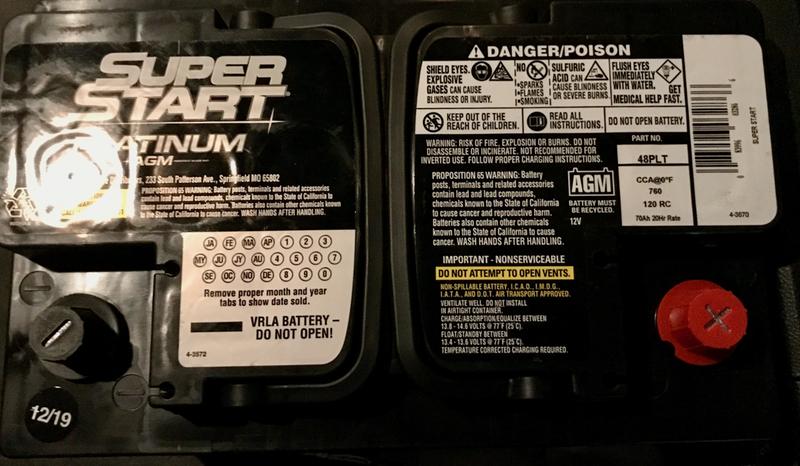 SUPER
START
PLATINUM
AGM
233 South Patterson Ave., Springfield MO 65802
PROPOSITION 65 WARNING: Battery posts, terminals and related accessories
contain lead and lead compounds, chemicals known to the State of California to cause
cancer and reproductive harm. Batteries also contain other chemicals known to the
State of California to cause cancer. WASH HANDS AFTER HANDLING.
JA FE MA AP 1 2 3
MY JU JY AU 4 5 6 7
SE OC NO DE 8 9 0
Remove proper month and year
tabs to show date sold.
VRLA BATTERY –
DO NOT OPEN!
4-3572
12/19
DANGER/POISON
SHIELD EYES.
EXPLOSIVE
GASES CAN CAUSE
BLINDNESS OR INJURY.
NO
•SPARKS
•FLAMES
•SMOKING
SULFURIC
ACID CAN CAUSE
BLINDNESS
OR SEVERE BURNS.
FLUSH EYES
IMMEDIATELY
WITH WATER.
GET
MEDICAL HELP FAST.
KEEP OUT OF THE
REACH OF CHILDREN.
READ ALL
INSTRUCTIONS.
DO NOT OPEN BATTERY.
WARNING: RISK OF FIRE, EXPLOSION OR BURNS. DO NOT
DISASSEMBLE OR INCINERATE. NOT RECOMMENDED FOR
INVERTED USE. FOLLOW PROPER CHARGING INSTRUCTIONS.
PROPOSITION 65 WARNING: Battery
posts, terminals and related accessories
contain lead and lead compounds,
chemicals known to the State of California
to cause cancer and reproductive harm.
Batteries also contain other chemicals
known to the State of California to cause
cancer. WASH HANDS AFTER HANDLING.
AGM
BATTERY MUST
BE RECYCLED.
12V
PART NO.
48PLT
CCA@0°F
760
120 RC
70Ah 20Hr Rate
SUPER START
4-3670
IMPORTANT - NONSERVICEABLE
DO NOT ATTEMPT TO OPEN VENTS.
NON-SPILLABLE BATTERY, I.C.A.O., I.M.D.G.,
I.A.T.A., AND D.O.T. AIR TRANSPORT APPROVED.
VENTILATE WELL. DO NOT INSTALL
IN AIRTIGHT CONTAINER.
CHARGE/ABSORPTION/EQUALIZE BETWEEN
13.8 - 14.6 VOLTS @ 77°F (25°C).
FLOAT/STANDBY BETWEEN
13.4 - 13.6 VOLTS @ 77°F (25°C).
TEMPERATURE CORRECTED CHARGING REQUIRED.